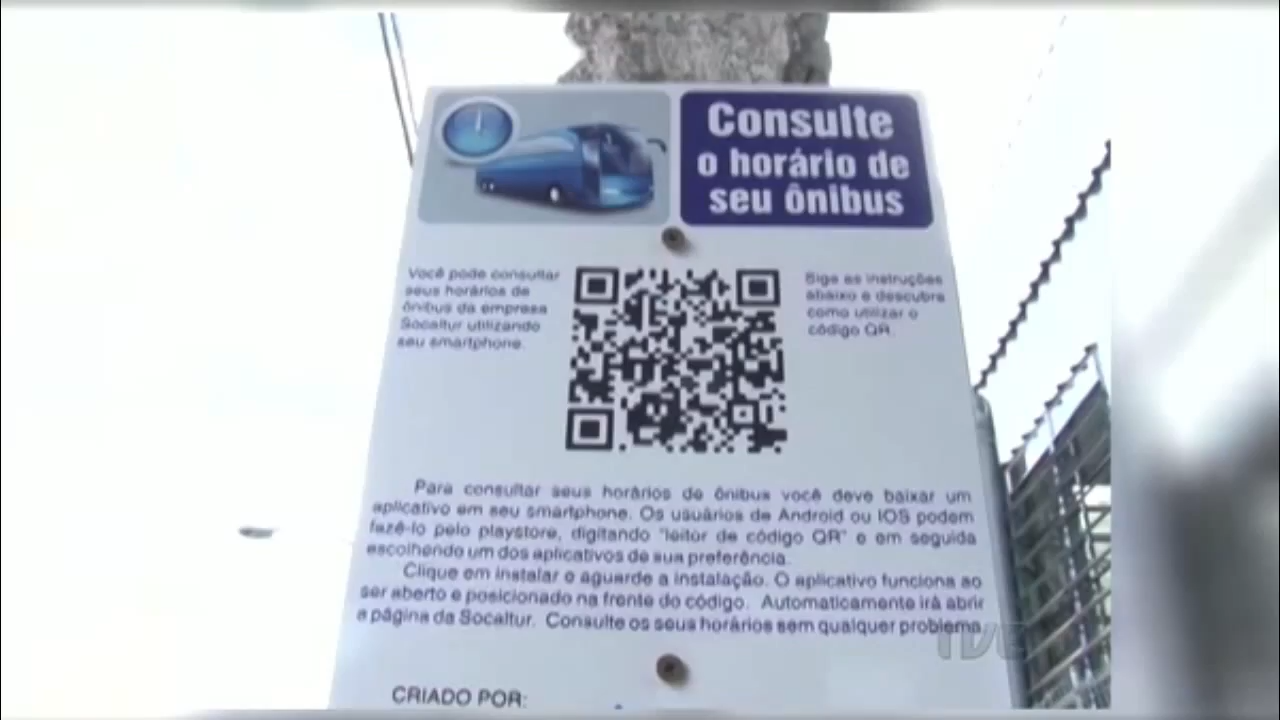 Consulte
o horário de
seu ônibus
Você pode consultar
seus horários de
ônibus da empresa
Socaltur utilizando
seu smartphone.
Siga as instruções
abaixo e descubra
como utilizar o
código QR.
Para consultar seus horários de ônibus você deve baixar um
aplicativo em seu smartphone. Os usuários de Android ou IOS podem
fazê-lo pelo playstore, digitando "leitor de código QR" e em seguida
escolhendo um dos aplicativos de sua preferência.
Clique em instalar e aguarde a instalação. O aplicativo funciona ao
ser aberto e posicionado na frente do código. Automaticamente irá abrir
a página da Socaltur. Consulte os seus horários sem qualquer problema
TVE
CRIADO POR: